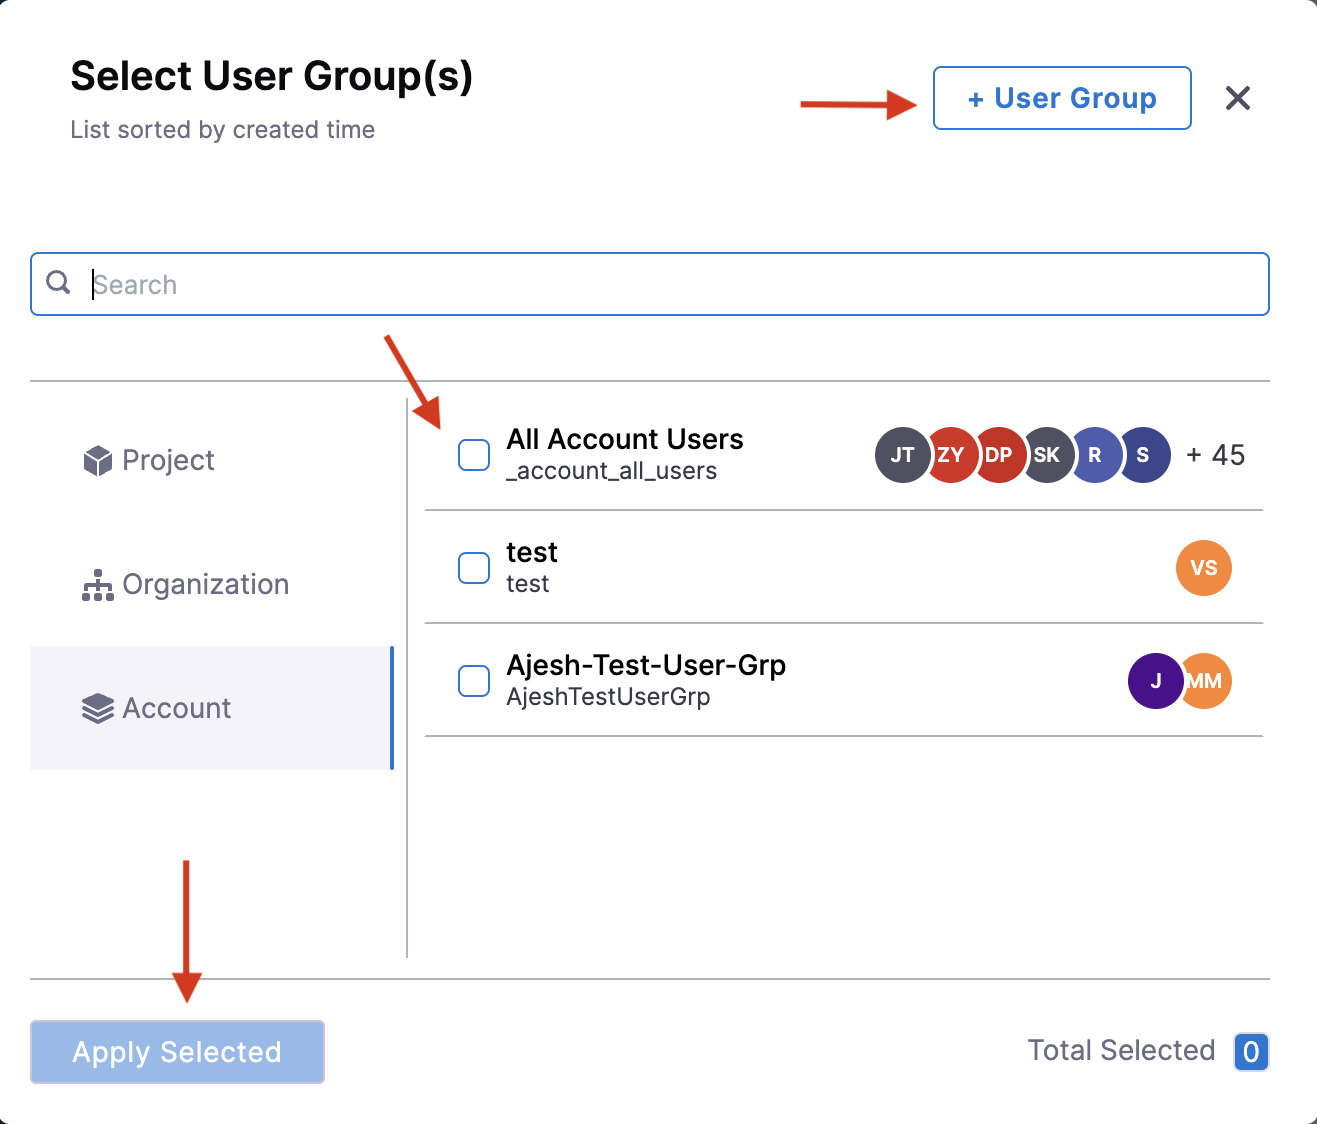 Select User Group(s)
+ User Group
List sorted by created time
Search
Project
Organization
Account
All Account Users
_account_all_users
JT ZY DP SK R S + 45
test
test
VS
Ajesh-Test-User-Grp
AjeshTestUserGrp
J MM
Apply Selected
Total Selected 0